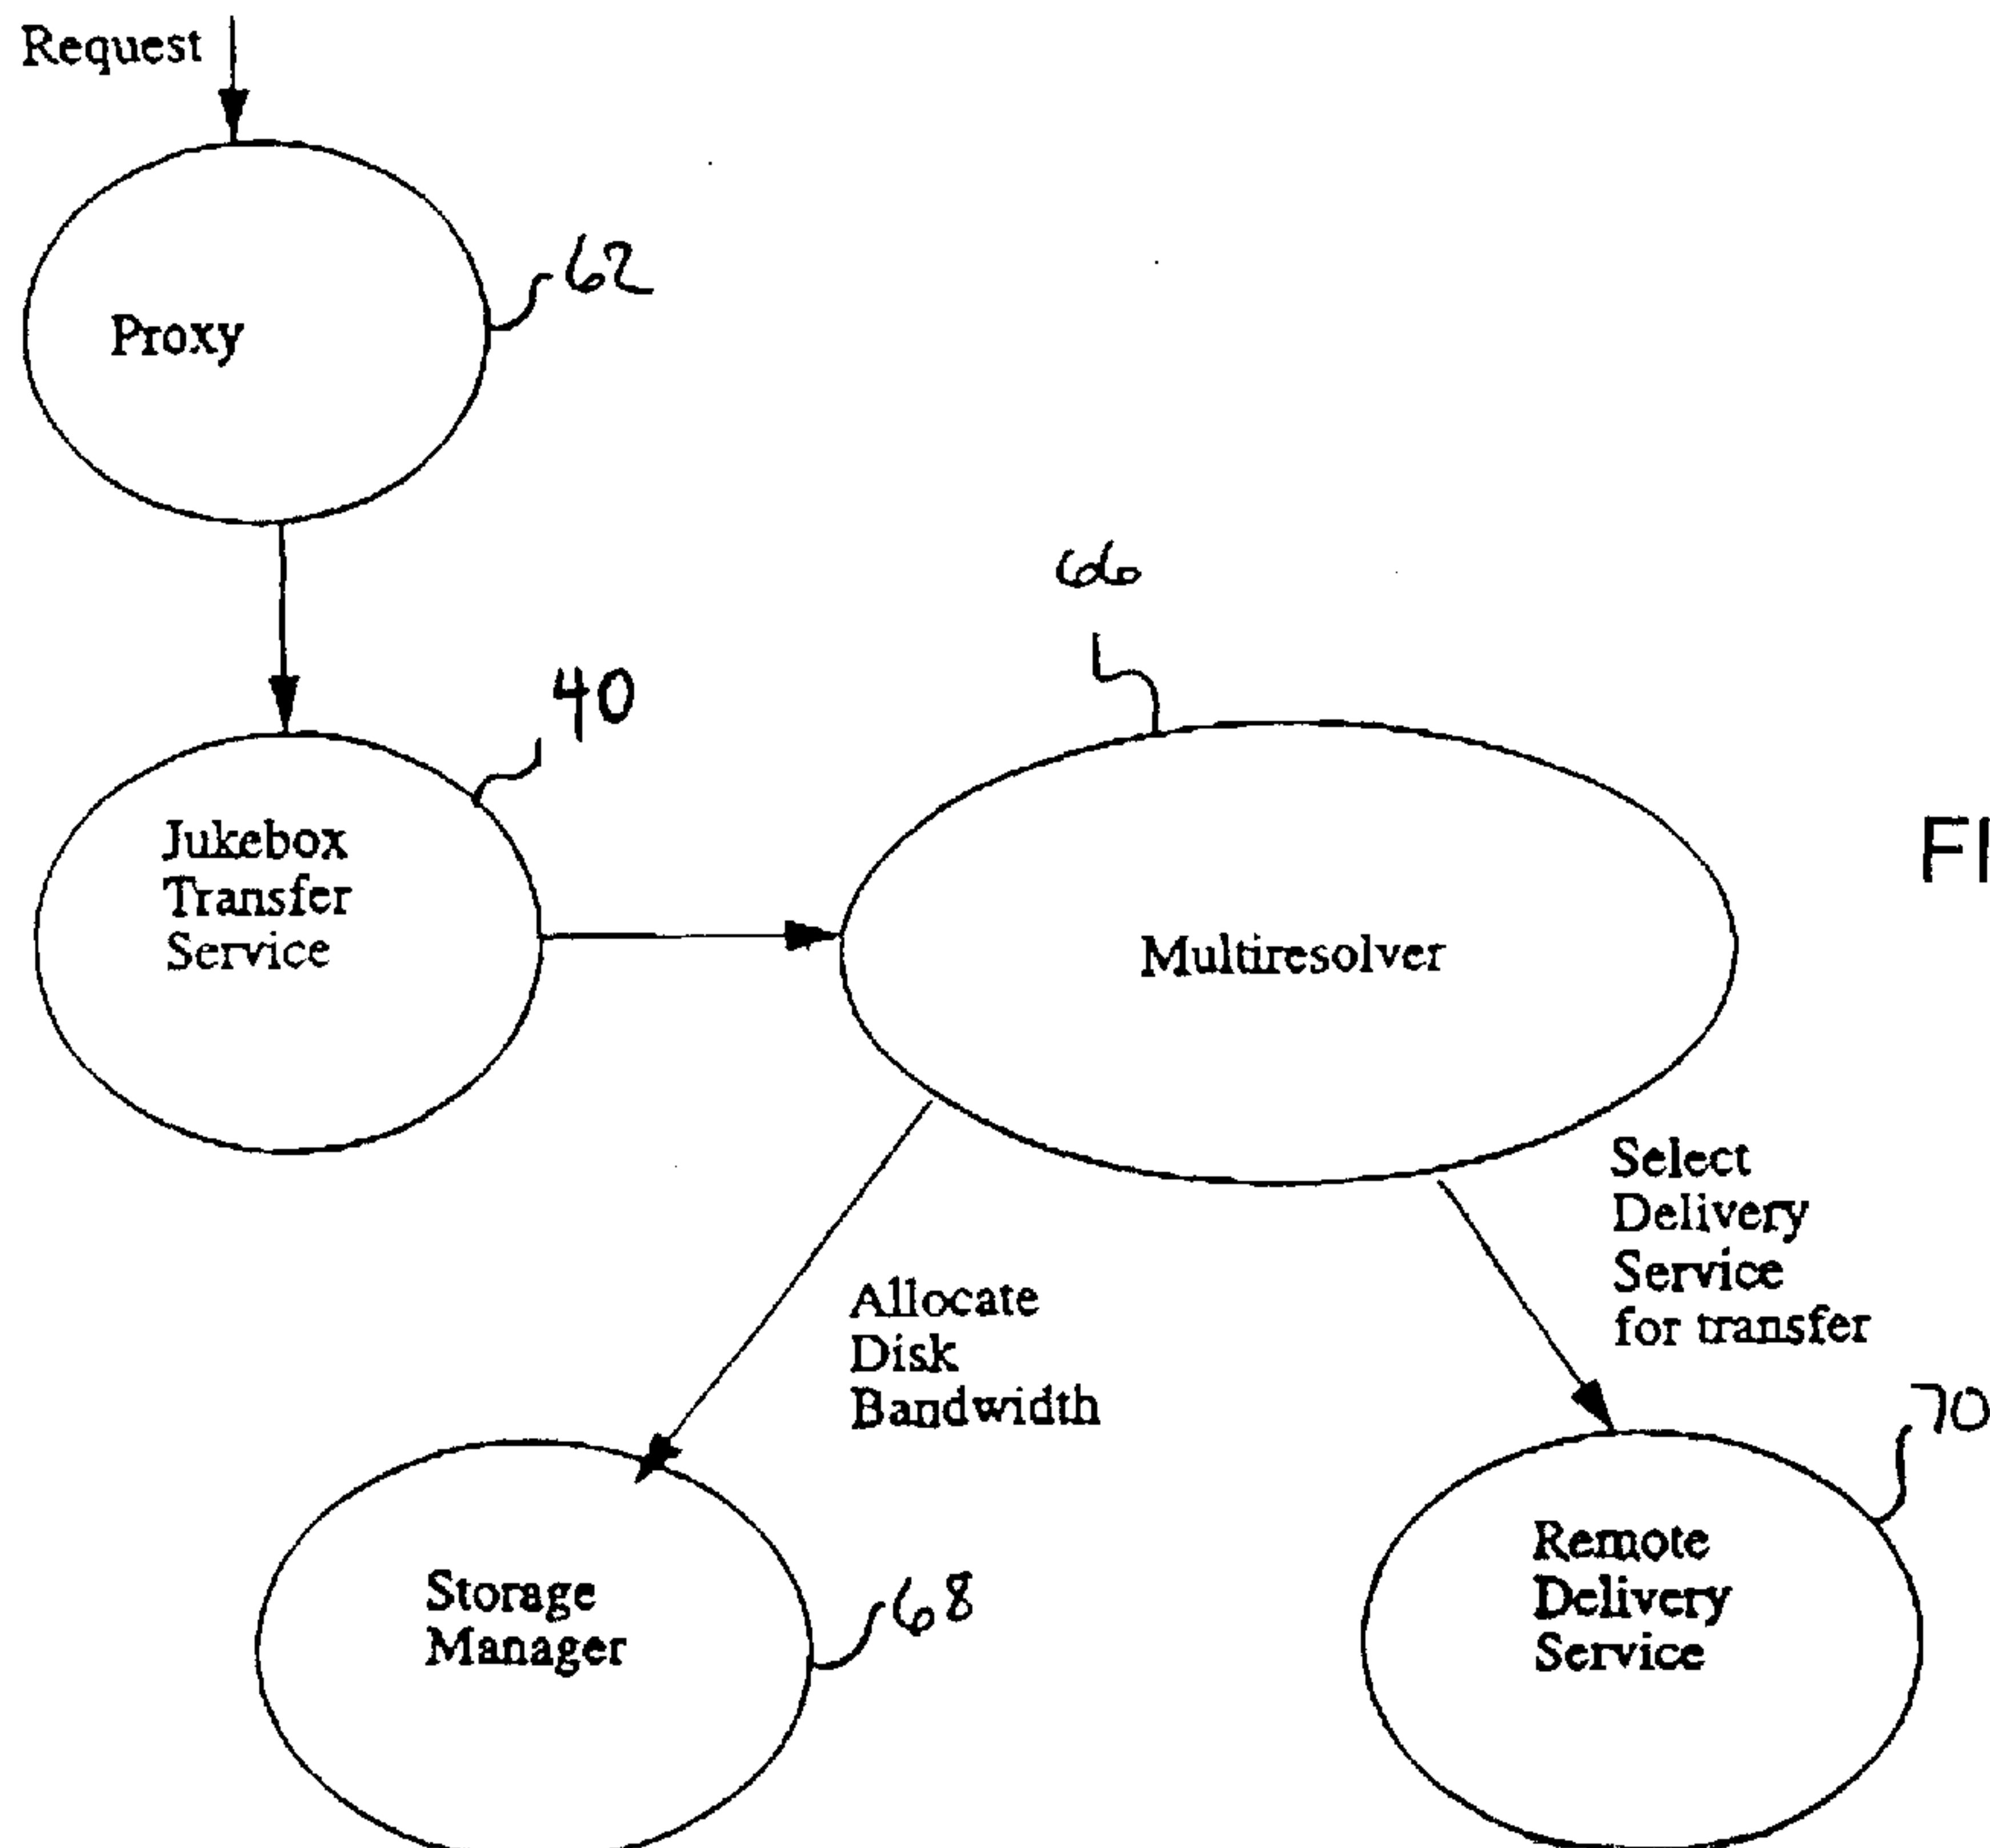 Request
Proxy
62
66
40
Jukebox
Transfer
Service
Multiresolver
FI
Select
Delivery
Service
for transfer
Allocate
Disk
Bandwidth
70
Storage
Manager
68
Remote
Delivery
Service